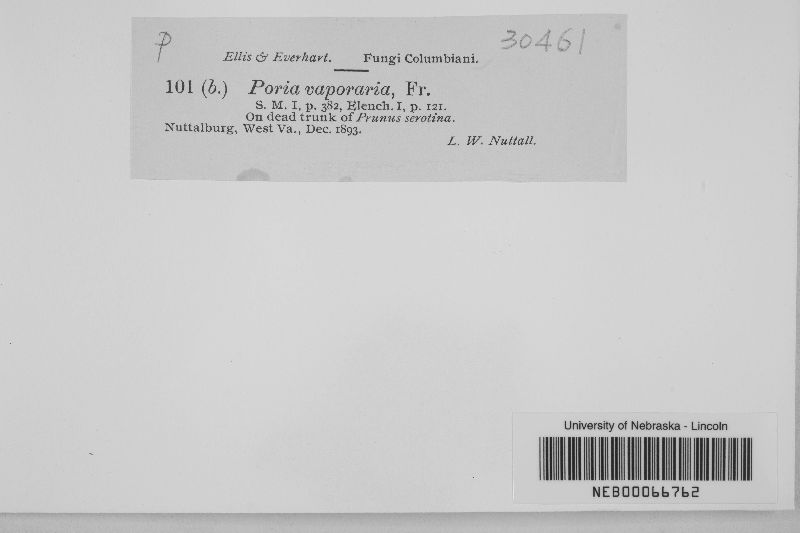 P
30461
Ellis & Everhart. Fungi Columbiani.
101 (b.) Poria vaporaria, Fr.
S. M. I, p. 382, Elench. I, p. 121.
On dead trunk of Prunus serotina.
Nuttalburg, West Va., Dec. 1893.
L. W. Nuttall.
University of Nebraska - Lincoln
NEB00066762